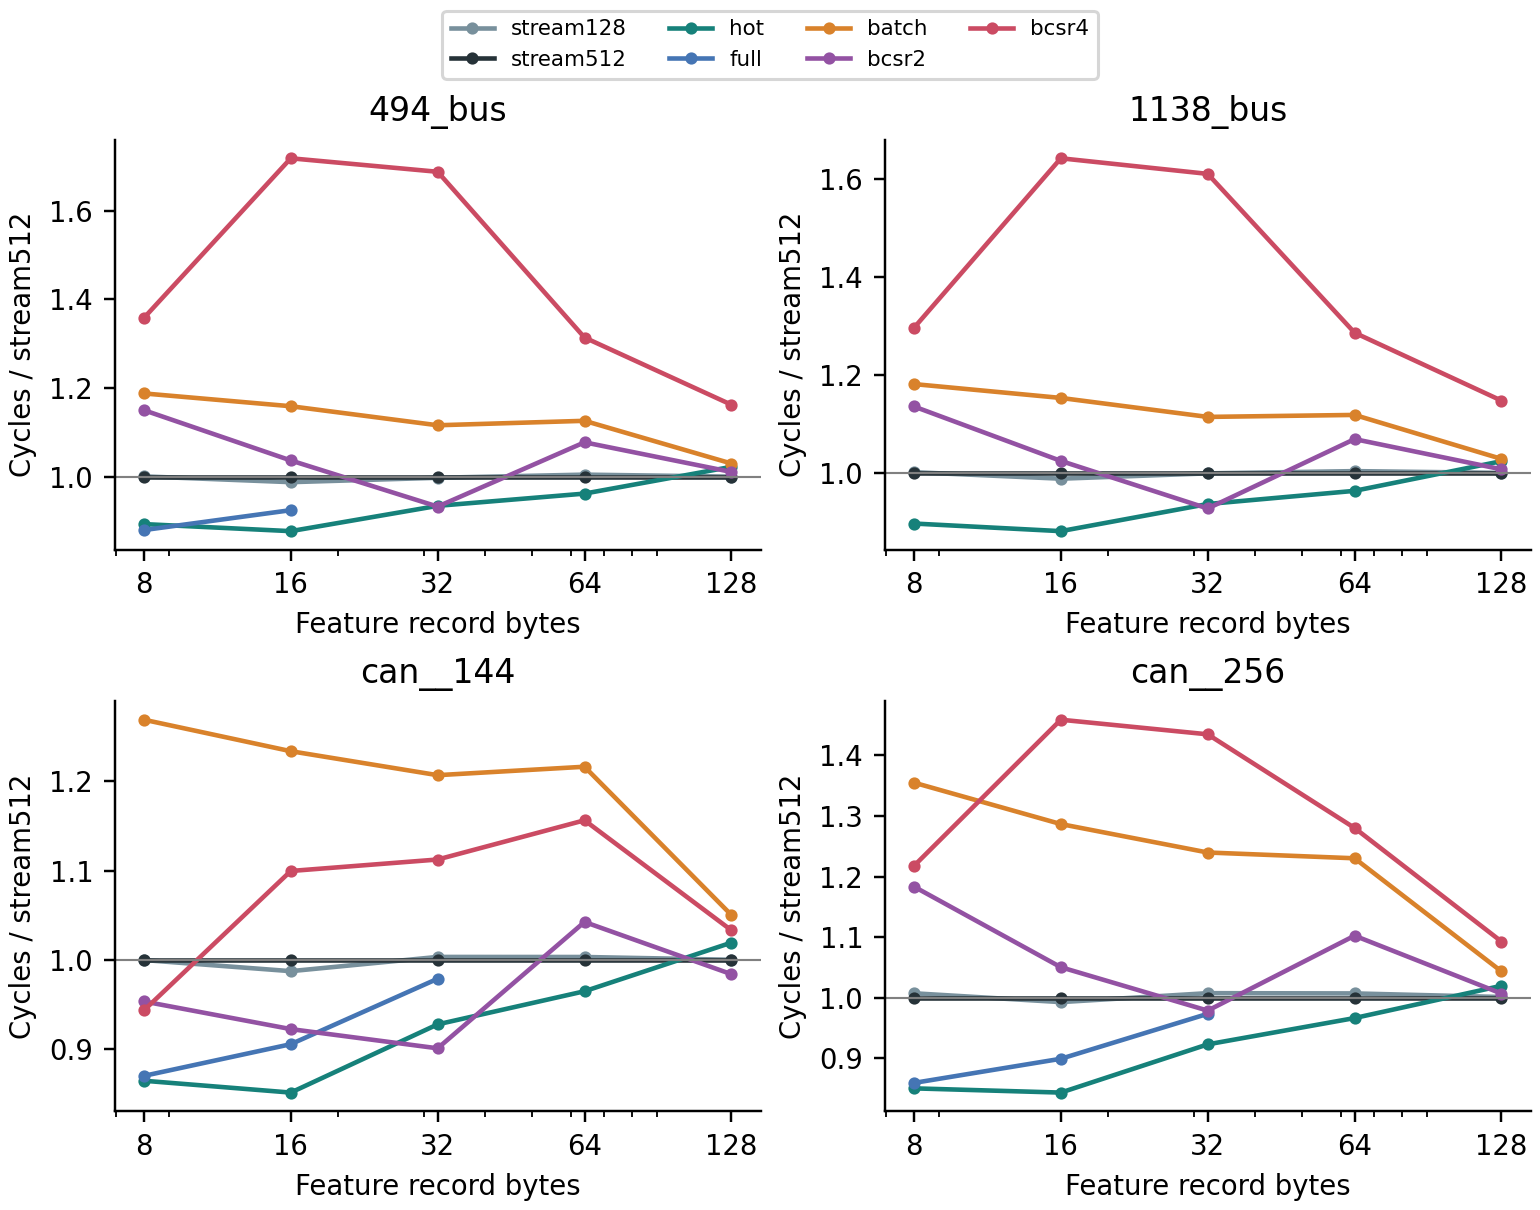 stream128 hot batch bcsr4
stream512 full bcsr2
494_bus
1138_bus
Cycles / stream512
1.6
1.4
1.2
1.0
8 16 32 64 128
Feature record bytes
Cycles / stream512
1.6
1.4
1.2
1.0
8 16 32 64 128
Feature record bytes
can__144
can__256
Cycles / stream512
1.2
1.1
1.0
0.9
8 16 32 64 128
Feature record bytes
Cycles / stream512
1.4
1.3
1.2
1.1
1.0
0.9
8 16 32 64 128
Feature record bytes